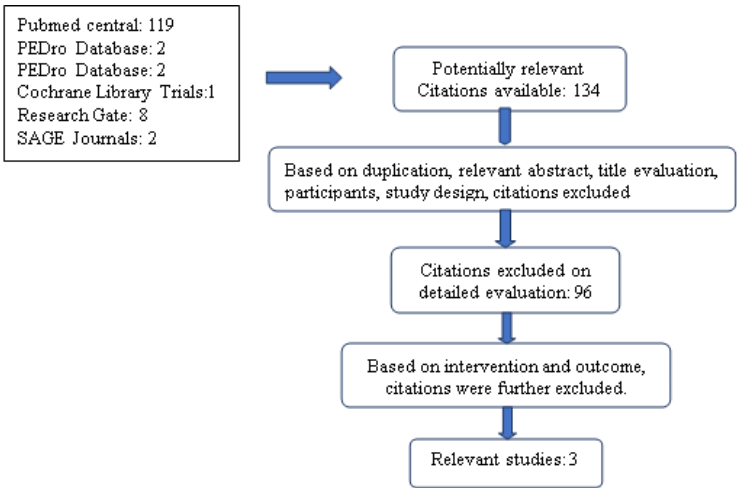 Pubmed central: 119
PEDro Database: 2
PEDro Database: 2
Cochrane Library Trials:1
Research Gate: 8
SAGE Journals: 2
Potentially relevant
Citations available: 134
Based on duplication, relevant abstract, title evaluation,
participants, study design, citations excluded
Citations excluded on
detailed evaluation: 96
Based on intervention and outcome,
citations were further excluded.
Relevant studies: 3